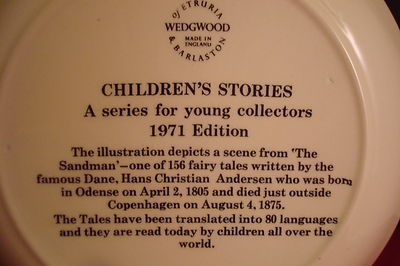 of ETRURIA
WEDGWOOD
MADE IN
ENGLAND
& BARLASTON
CHILDREN'S STORIES
A series for young collectors
1971 Edition
The illustration depicts a scene from 'The
Sandman'—one of 156 fairy tales written by the
famous Dane, Hans Christian Andersen who was born
in Odense on April 2, 1805 and died just outside
Copenhagen on August 4, 1875.
The Tales have been translated into 80 languages
and they are read today by children all over the
world.